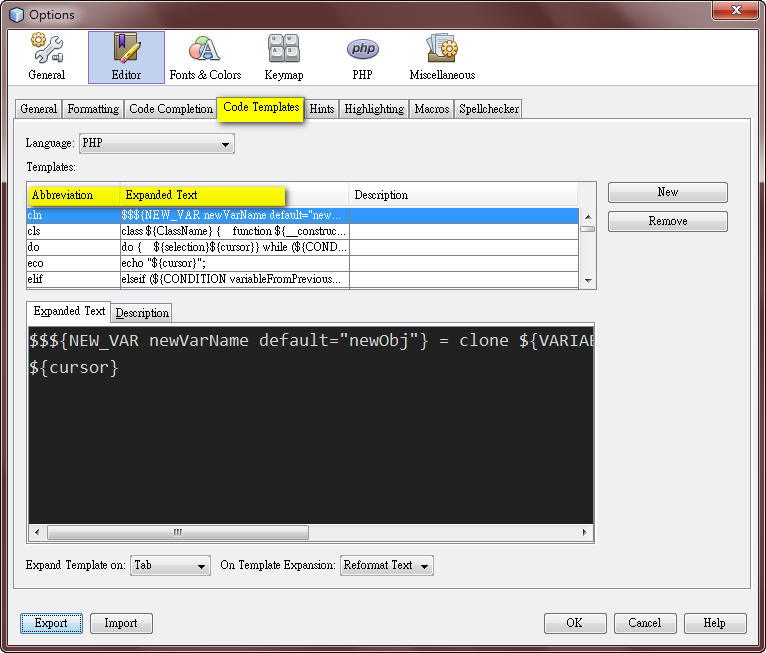 Options
General Editor Fonts & Colors Keymap PHP Miscellaneous
php
General Formatting Code Completion Code Templates Hints Highlighting Macros Spellchecker
Language: PHP
Templates:
Abbreviation Expanded Text Description
New
Remove
cln $$${NEW_VAR newVarName default="new...
cls class ${ClassName} { function ${__construc...
do do { ${selection}${cursor}} while (${COND...
eco echo "${cursor}";
elif elseif (${CONDITION variableFromPrevious...
Expanded Text Description
$$${NEW_VAR newVarName default="newObj"} = clone ${VARIAB
${cursor}
Expand Template on: Tab On Template Expansion: Reformat Text
Export Import OK Cancel Help